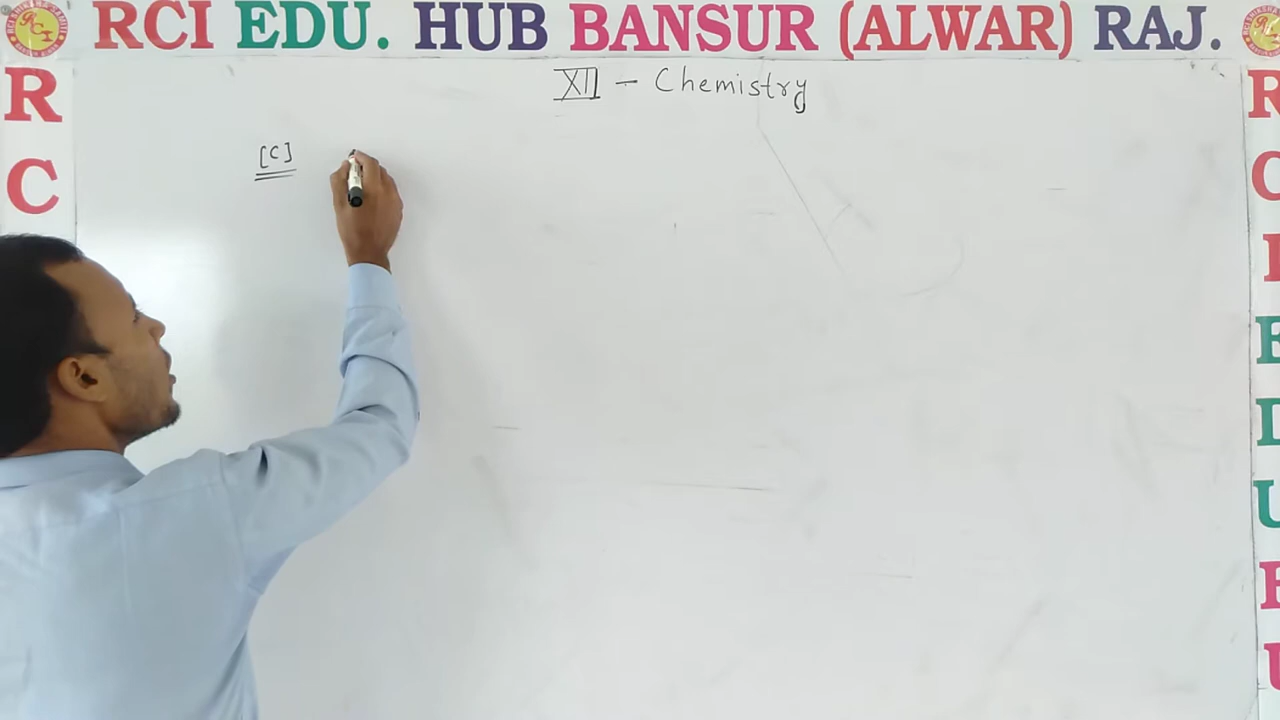 RCI EDU. HUB BANSUR (ALWAR) RAJ.
XII - Chemistry
[C]
R
C
R
C
I
E
D
U
H
U